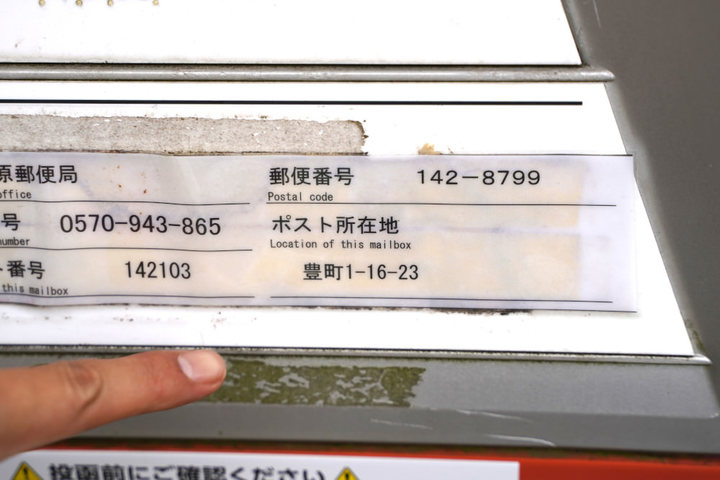 原郵便局
office
郵便番号 142-8799
Postal code
号 0570-943-865
number
ポスト所在地
Location of this mailbox
番号 142103
this mailbox
豊町1-16-23
投函前にご確認ください